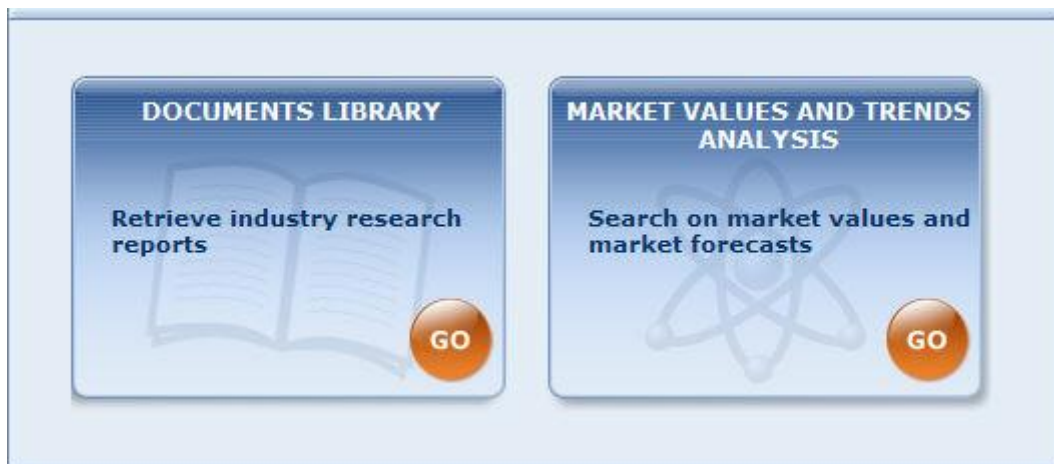 DOCUMENTS LIBRARY
Retrieve industry research
reports
GO
MARKET VALUES AND TRENDS
ANALYSIS
Search on market values and
market forecasts
GO